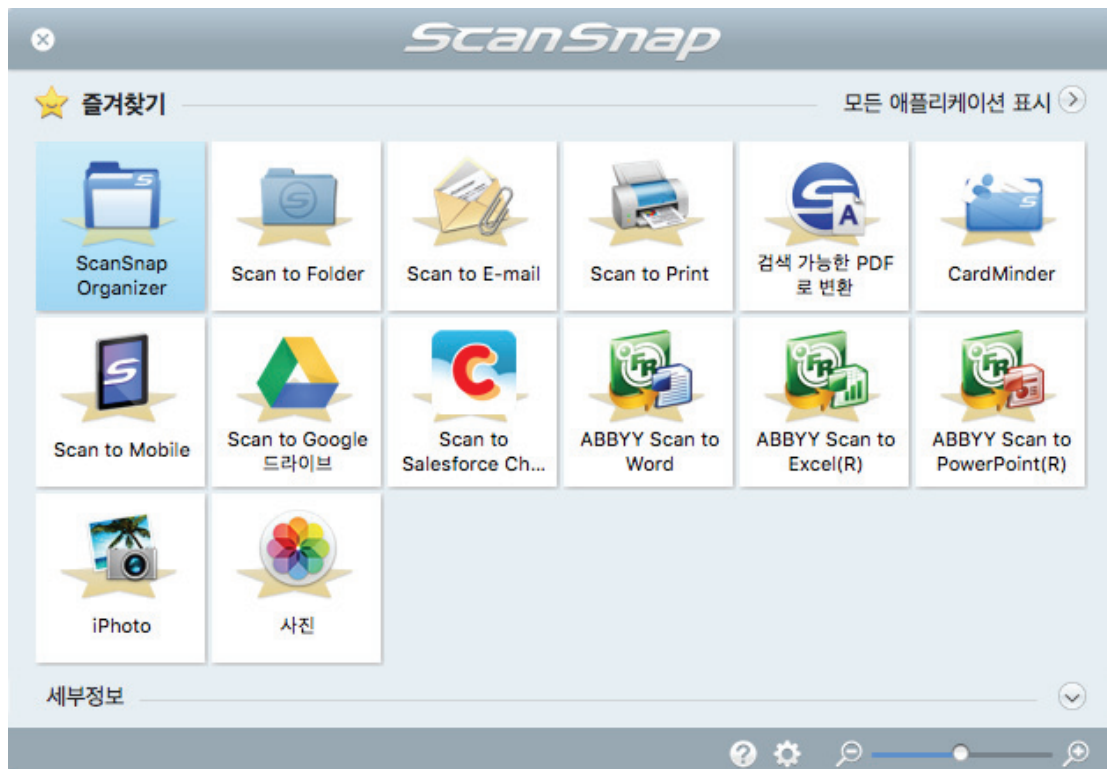 ScanSnap
즐겨찾기
모든 애플리케이션 표시
ScanSnap
Organizer
Scan to Folder
Scan to E-mail
Scan to Print
검색 가능한 PDF
로 변환
CardMinder
Scan to Mobile
Scan to Google
드라이브
Scan to
Salesforce Ch...
ABBYY Scan to
Word
ABBYY Scan to
Excel(R)
ABBYY Scan to
PowerPoint(R)
iPhoto
사진
세부정보